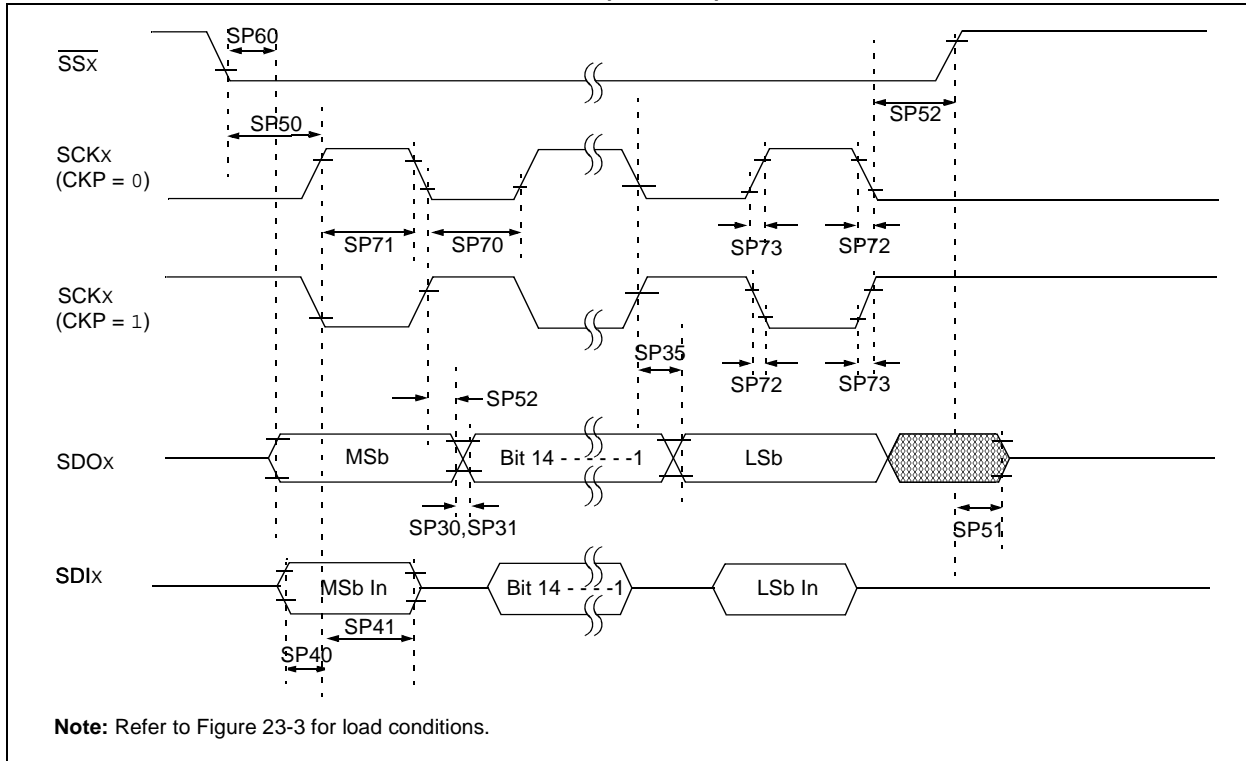 SP60
SSX
SP52
SP50
SCKX
(CKP = 0)
SP71
SP70
SP73
SP72
SCKX
(CKP = 1)
SP35
SP72
SP73
SP52
SDOX
MSb
Bit 14 - - - - - -1
LSb
SP30,SP31
SP51
SDIX
MSb In
Bit 14 - - - -1
LSb In
SP41
SP40
Note: Refer to Figure 23-3 for load conditions.